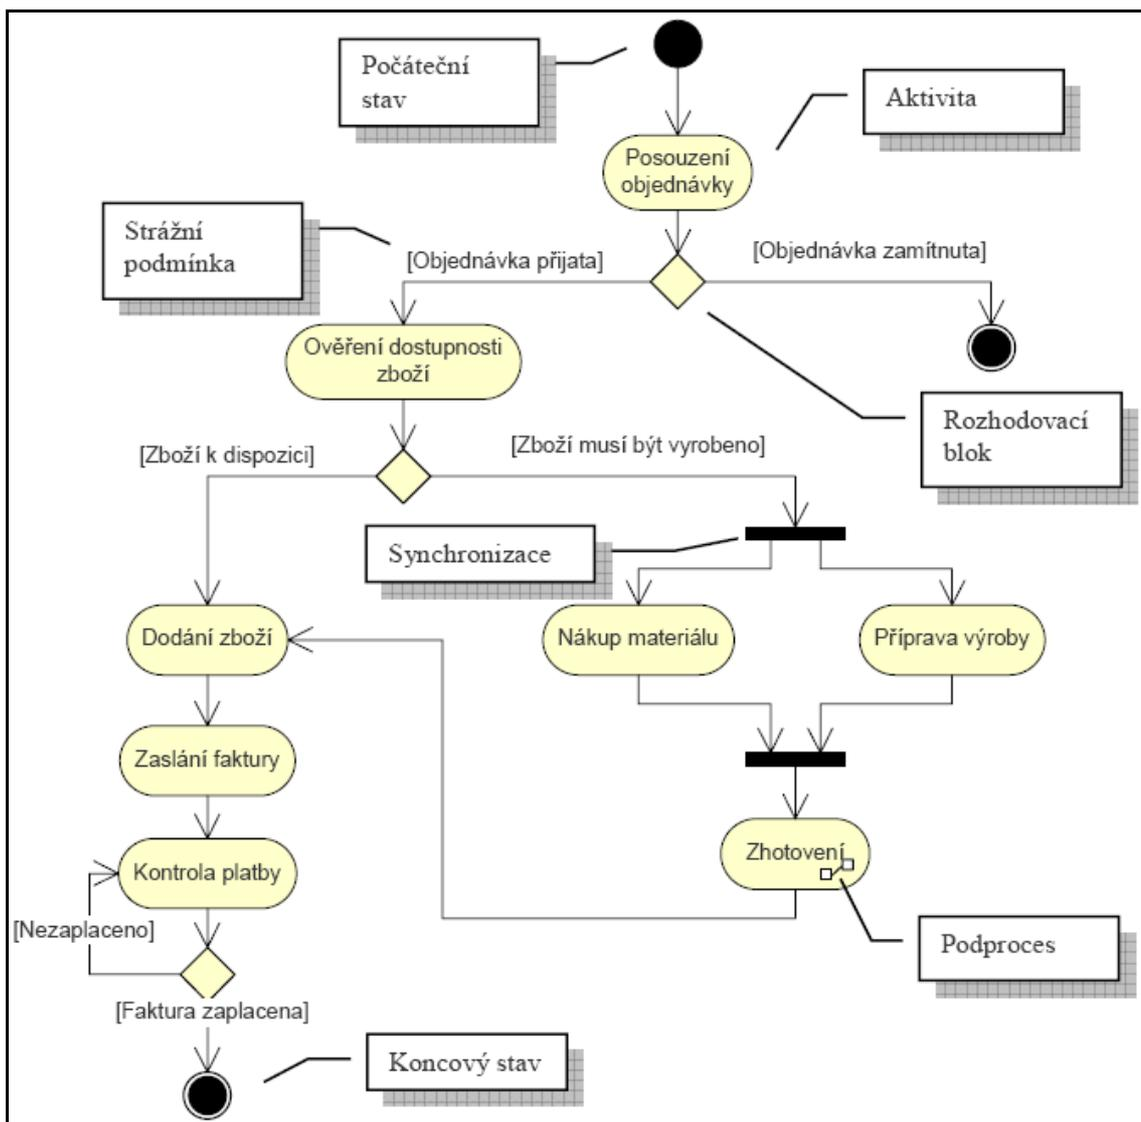 Počáteční
stav
Aktivita
Posouzení
objednávky
Strážní
podmínka
[Objednávka přijata]
[Objednávka zamítnuta]
Ověření dostupnosti
zboží
Rozhodovací
blok
[Zboží k dispozici]
[Zboží musí být vyrobeno]
Synchronizace
Dodání zboží
Nákup materiálu
Příprava výroby
Zaslání faktury
Zhotovení
Kontrola platby
[Nezaplaceno]
Podproces
[Faktura zaplacena]
Koncový stav